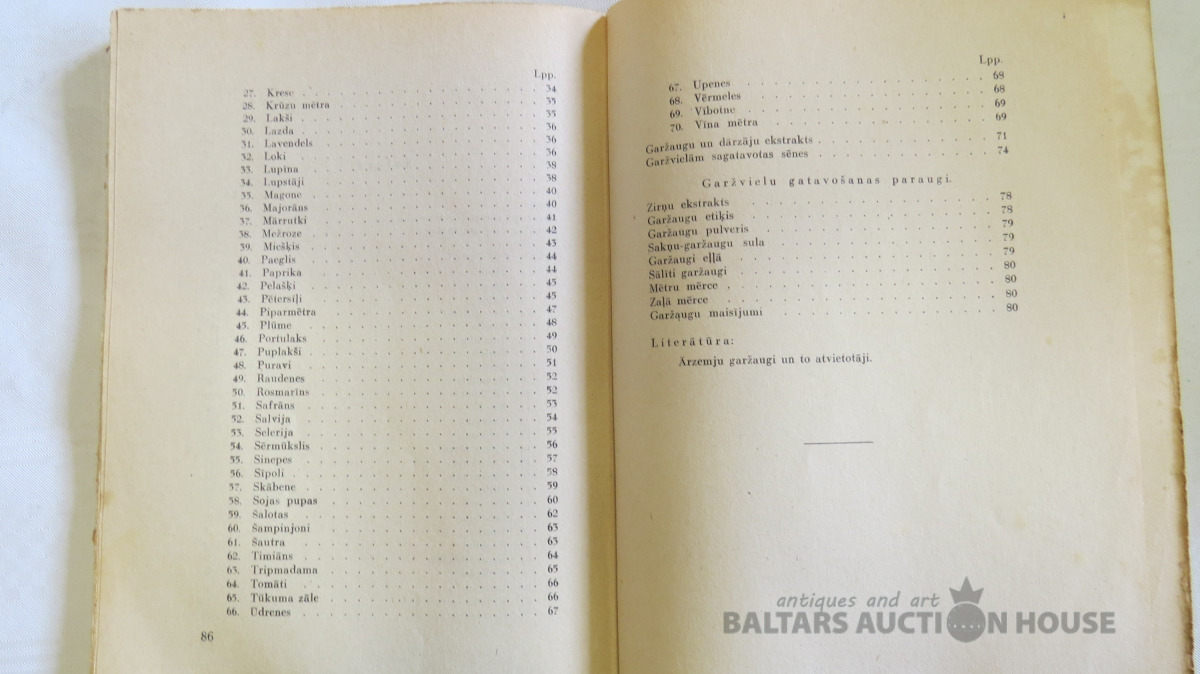 Lpp.
27. Krese 34
28. Krūzu mētra 35
29. Lakši 35
30. Lazda 36
31. Lavendels 36
32. Loki 36
33. Lupina 38
34. Lupstāji 38
35. Magone 40
36. Majorāns 40
37. Mārrutki 41
38. Mežroze 42
39. Miešķis 43
40. Paeglis 44
41. Paprika 44
42. Pelašķi 45
43. Pētersīļi 45
44. Piparmētra 47
45. Plūme 48
46. Portulaks 49
47. Puplakši 50
48. Puravi 51
49. Raudenes 52
50. Rosmarīns 52
51. Safrāns 53
52. Salvija 54
53. Selerija 55
54. Sērmūkslis 56
55. Sinepes 57
56. Sīpoli 58
57. Skābene 59
58. Sojas pupas 60
59. Šalotas 62
60. Šampinjoni 63
61. Šautra 63
62. Timiāns 64
63. Tripmadama 65
64. Tomāti 66
65. Tūkuma zāle 66
66. Ūdrenes 67
86
Lpp.
67. Upenes 68
68. Vērmeles 68
69. Vībotne 69
70. Vīna mētra 69
Garžaugu un dārzāju ekstrakts 71
Garžvielām sagatavotas sēnes 74
Garžvielu gatavošanas paraugi.
Zirņu ekstrakts 78
Garžaugu etiķis 78
Garžaugu pulveris 79
Sakņu-garžaugu sula 79
Garžaugi eļļā 79
Sālīti garžaugi 80
Mētru mērce 80
Zaļā mērce 80
Garžaugu maisījumi 80
Literātūra:
Ārzemju garžaugi un to atvietotāji.
antiques and art
BALTARS AUCTION HOUSE